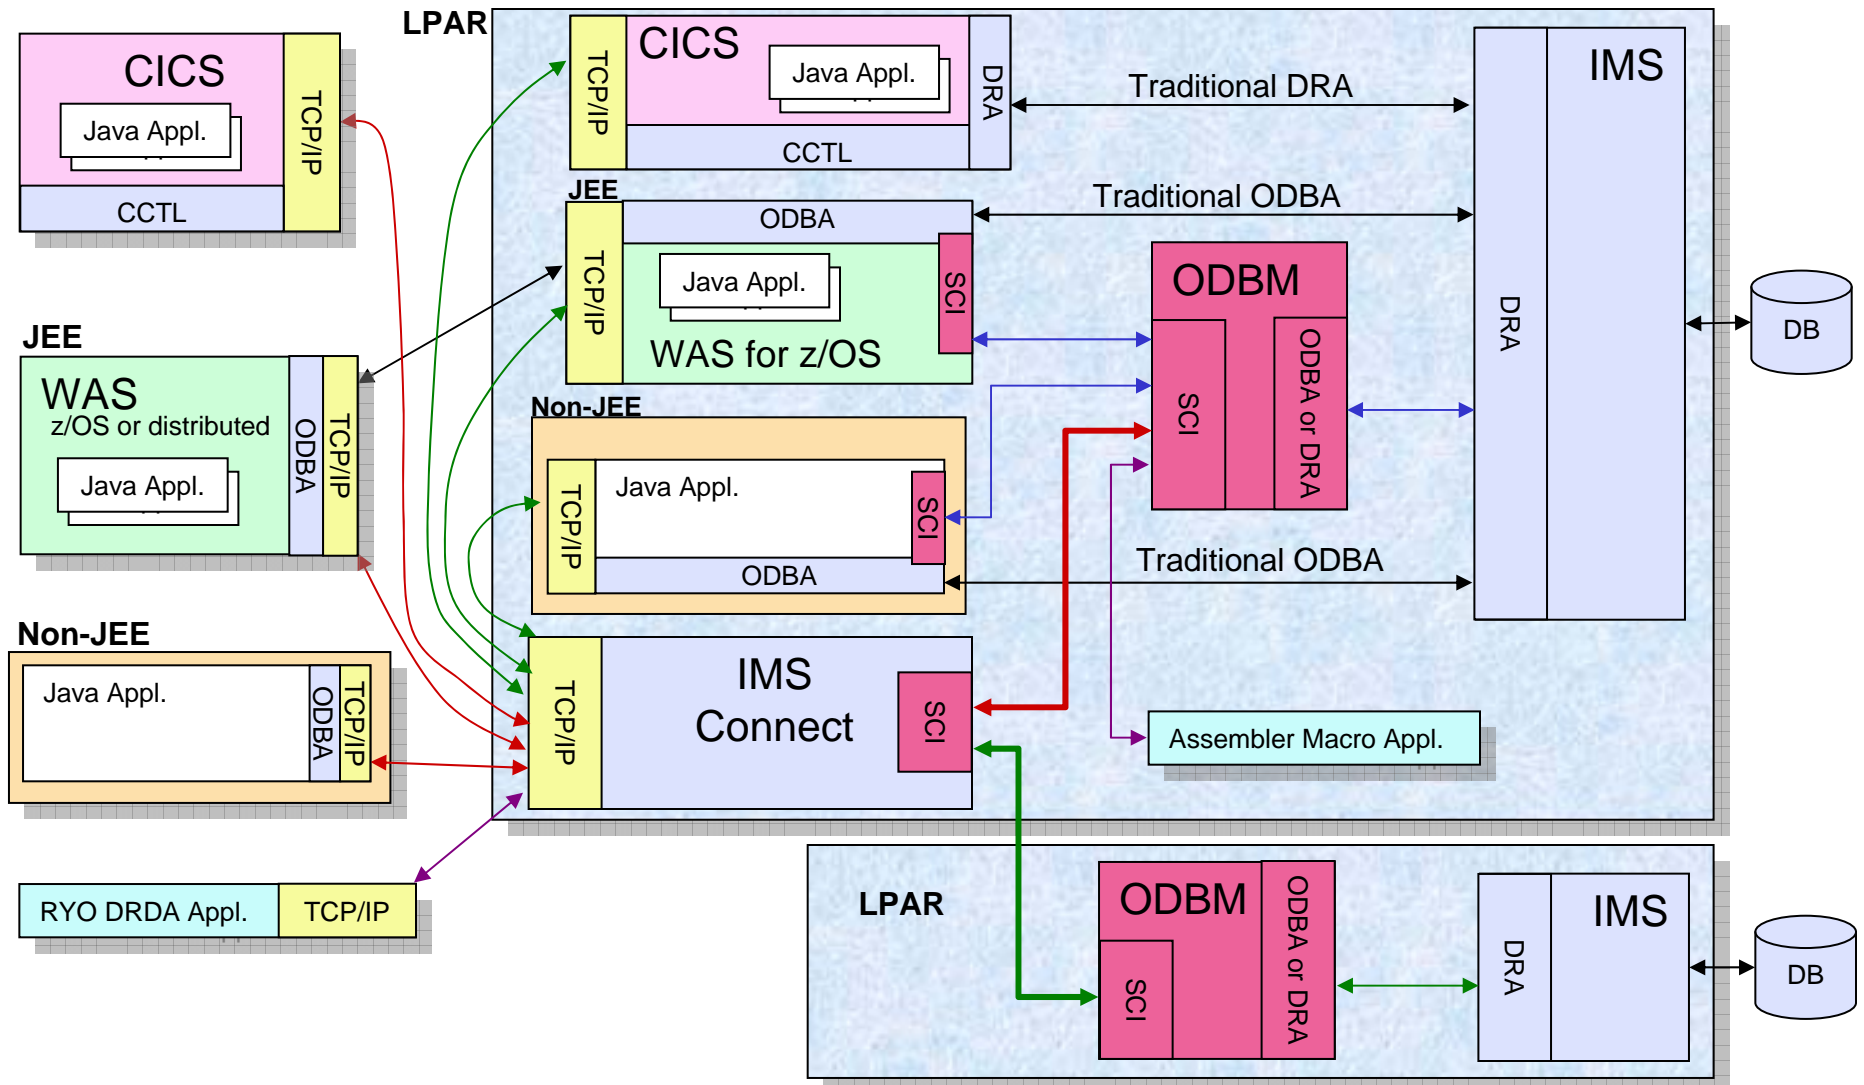 LPAR
CICS
Java Appl.
TCP/IP
CCTL
TCP/IP
CICS
Java Appl.
DRA
CCTL
Traditional DRA
IMS
DRA
JEE
ODBA
TCP/IP
Java Appl.
SCI
WAS for z/OS
Traditional ODBA
ODBM
SCI
ODBA or DRA
DB
JEE
WAS
z/OS or distributed
Java Appl.
ODBA
TCP/IP
Non-JEE
TCP/IP
Java Appl.
SCI
ODBA
Traditional ODBA
Non-JEE
Java Appl.
ODBA
TCP/IP
TCP/IP
IMS
Connect
SCI
Assembler Macro Appl.
RYO DRDA Appl.
TCP/IP
LPAR
ODBM
SCI
ODBA or DRA
DRA
IMS
DB